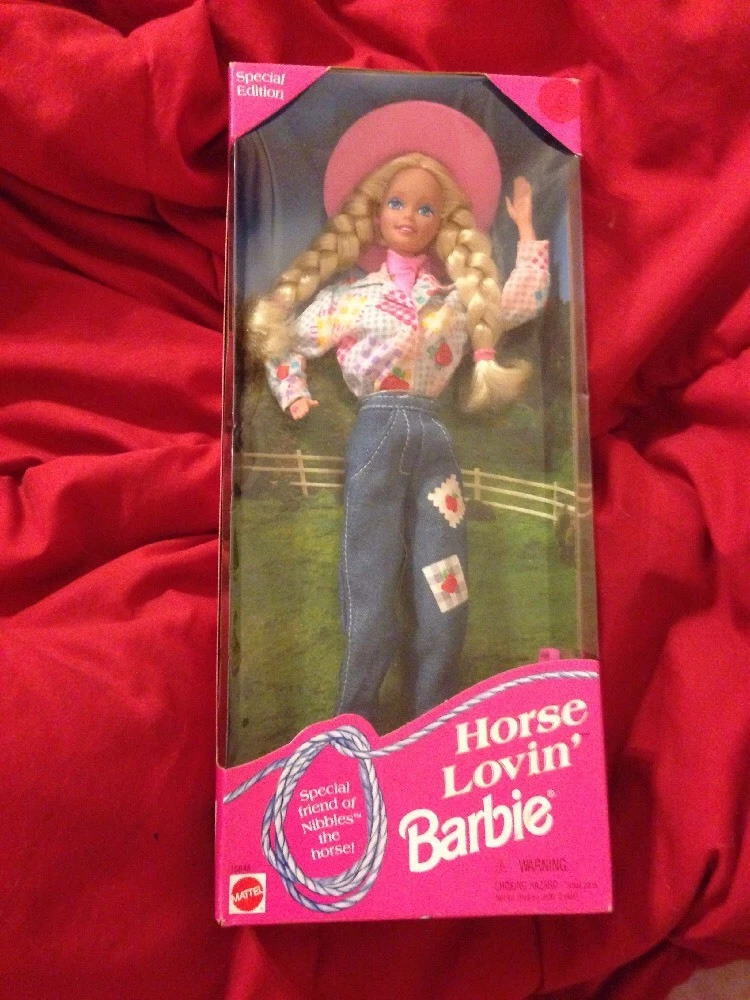 Special
Edition
Horse
Lovin'
Barbie®
Special
friend of
Nibbles™
the
horse!
MATTEL
⚠ WARNING:
CHOKING HAZARD